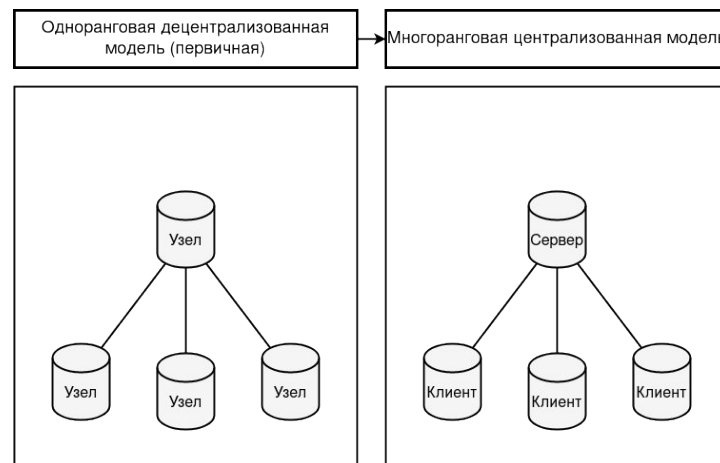 Одноранговая децентрализованная
модель (первичная)
Многоранговая централизованная модель
Узел
Сервер
Узел
Узел
Узел
Клиент
Клиент
Клиент